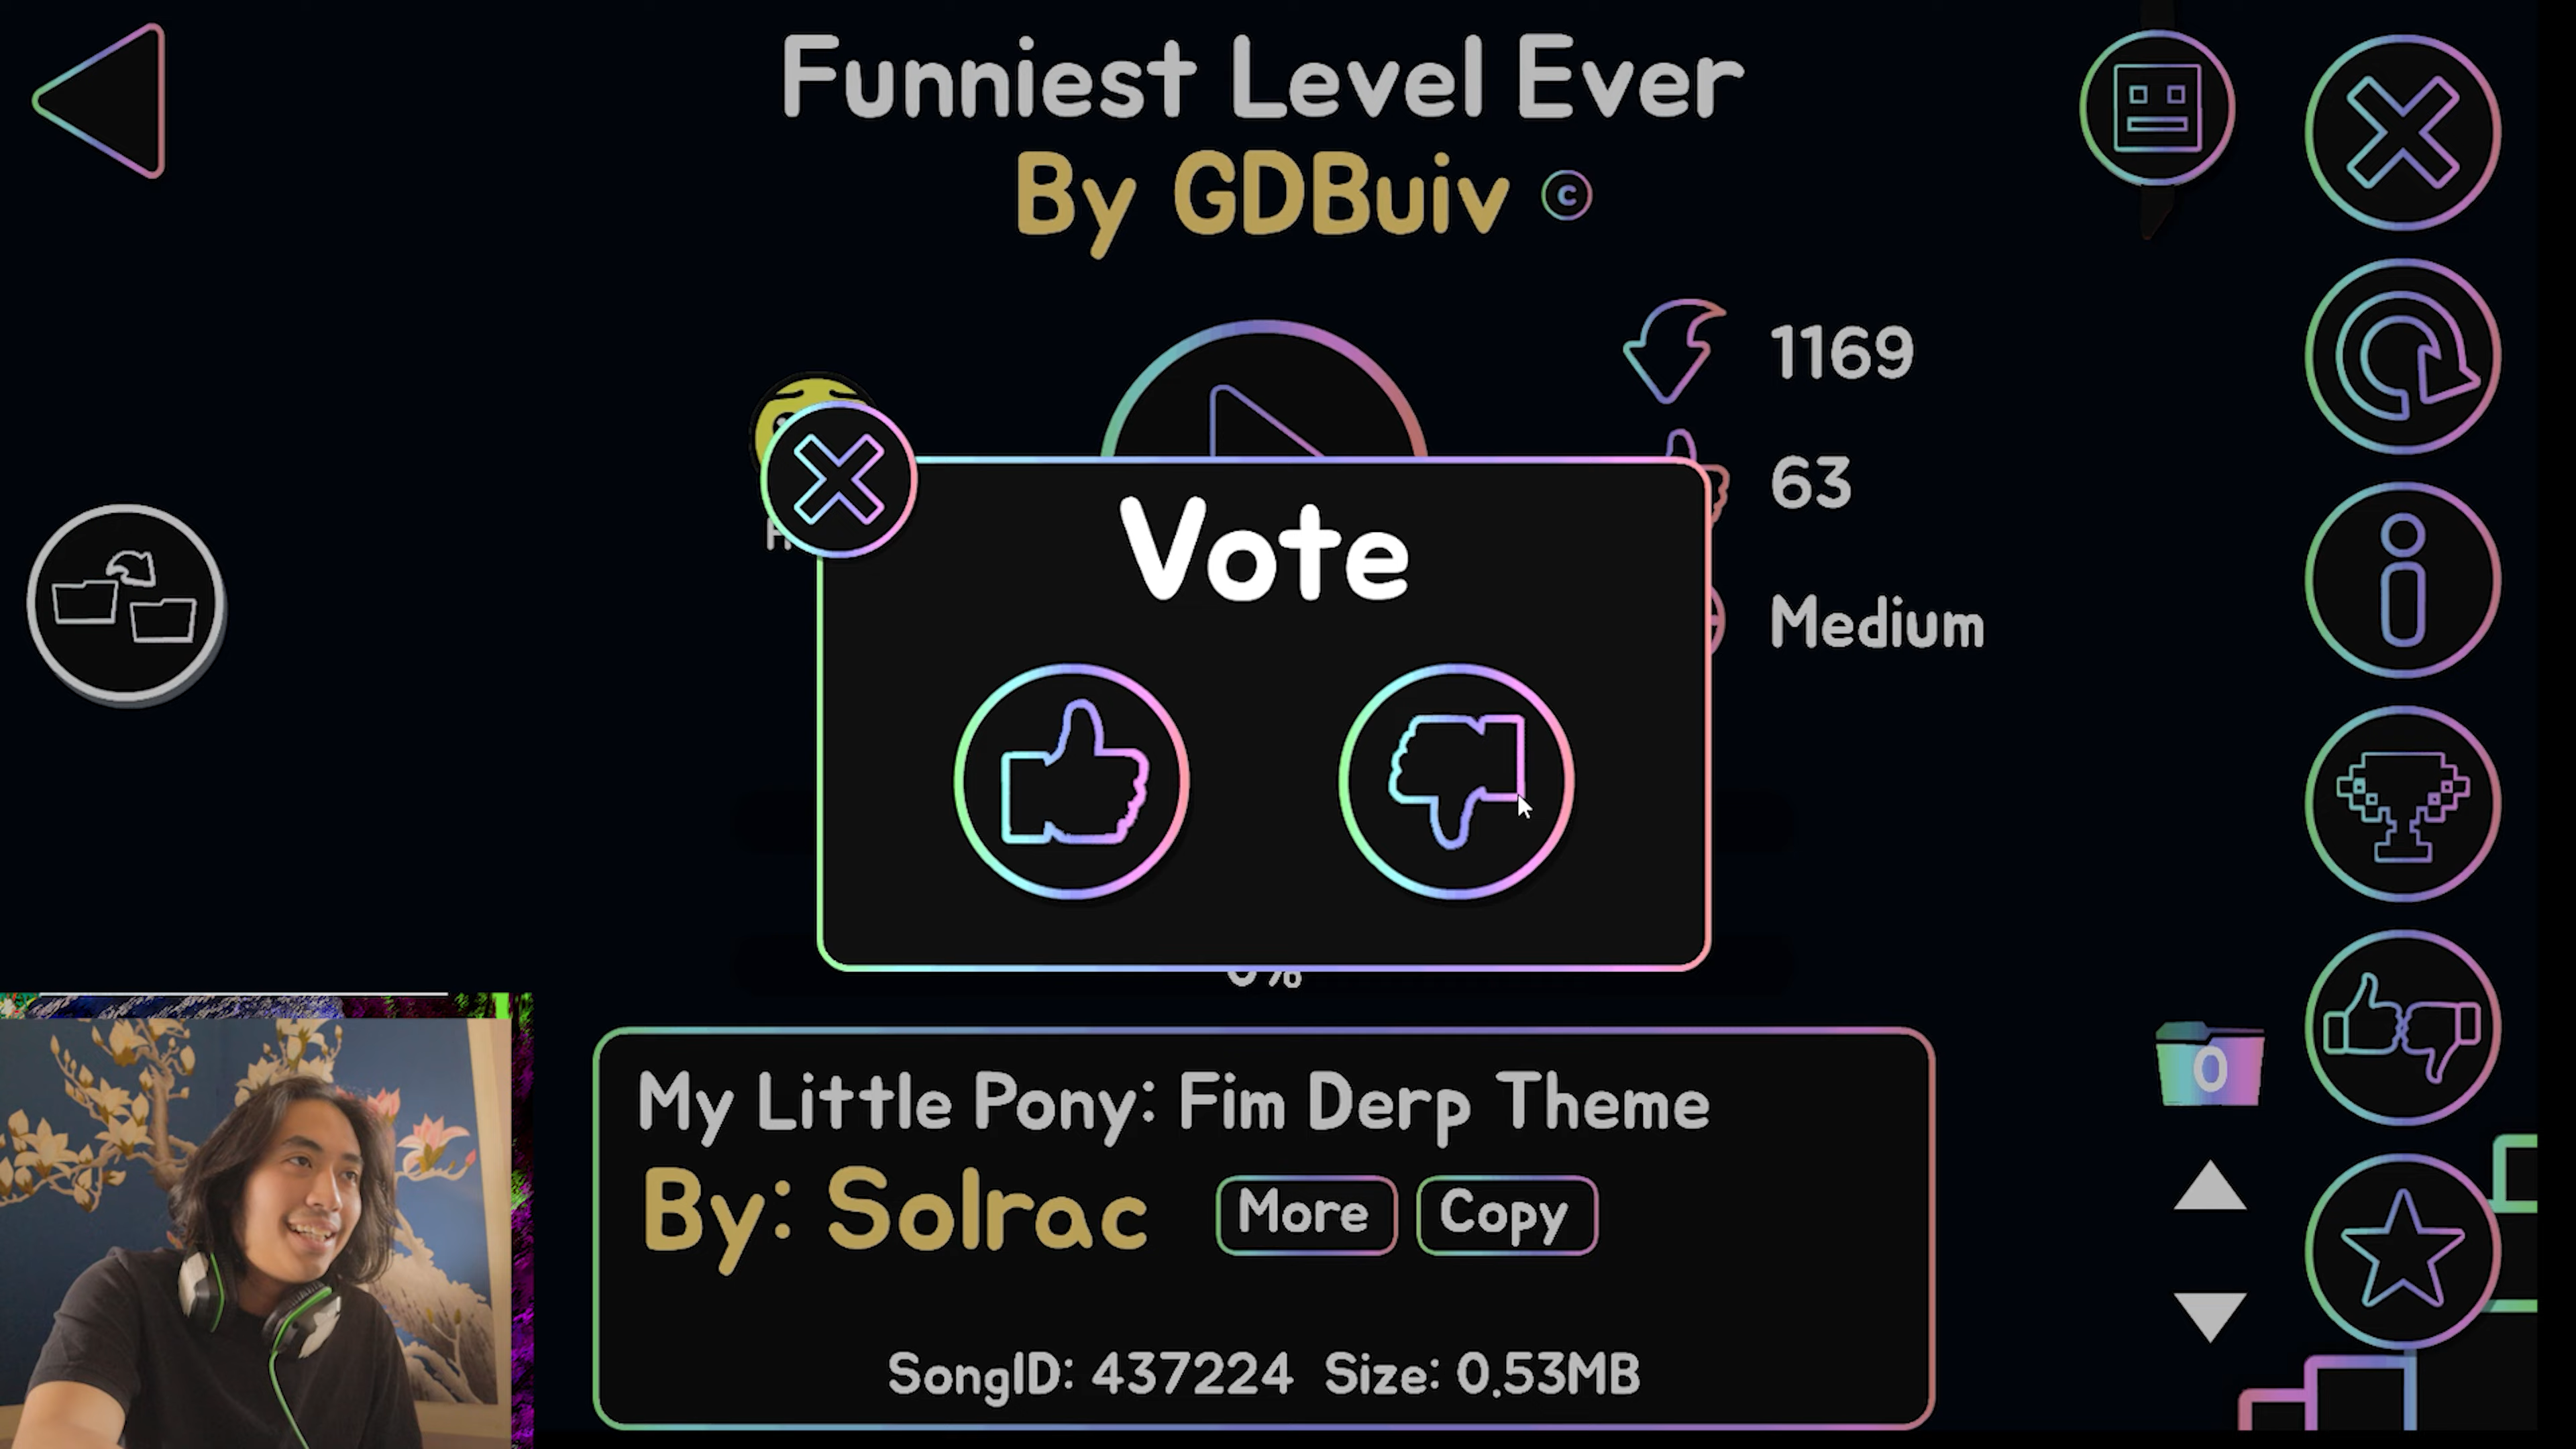 Funniest Level Ever
By GDBuiv
©
1169
63
Medium
Vote
0%
My Little Pony: Fim Derp Theme
By: Solrac
More
Copy
0
SongID: 437224 Size: 0.53MB